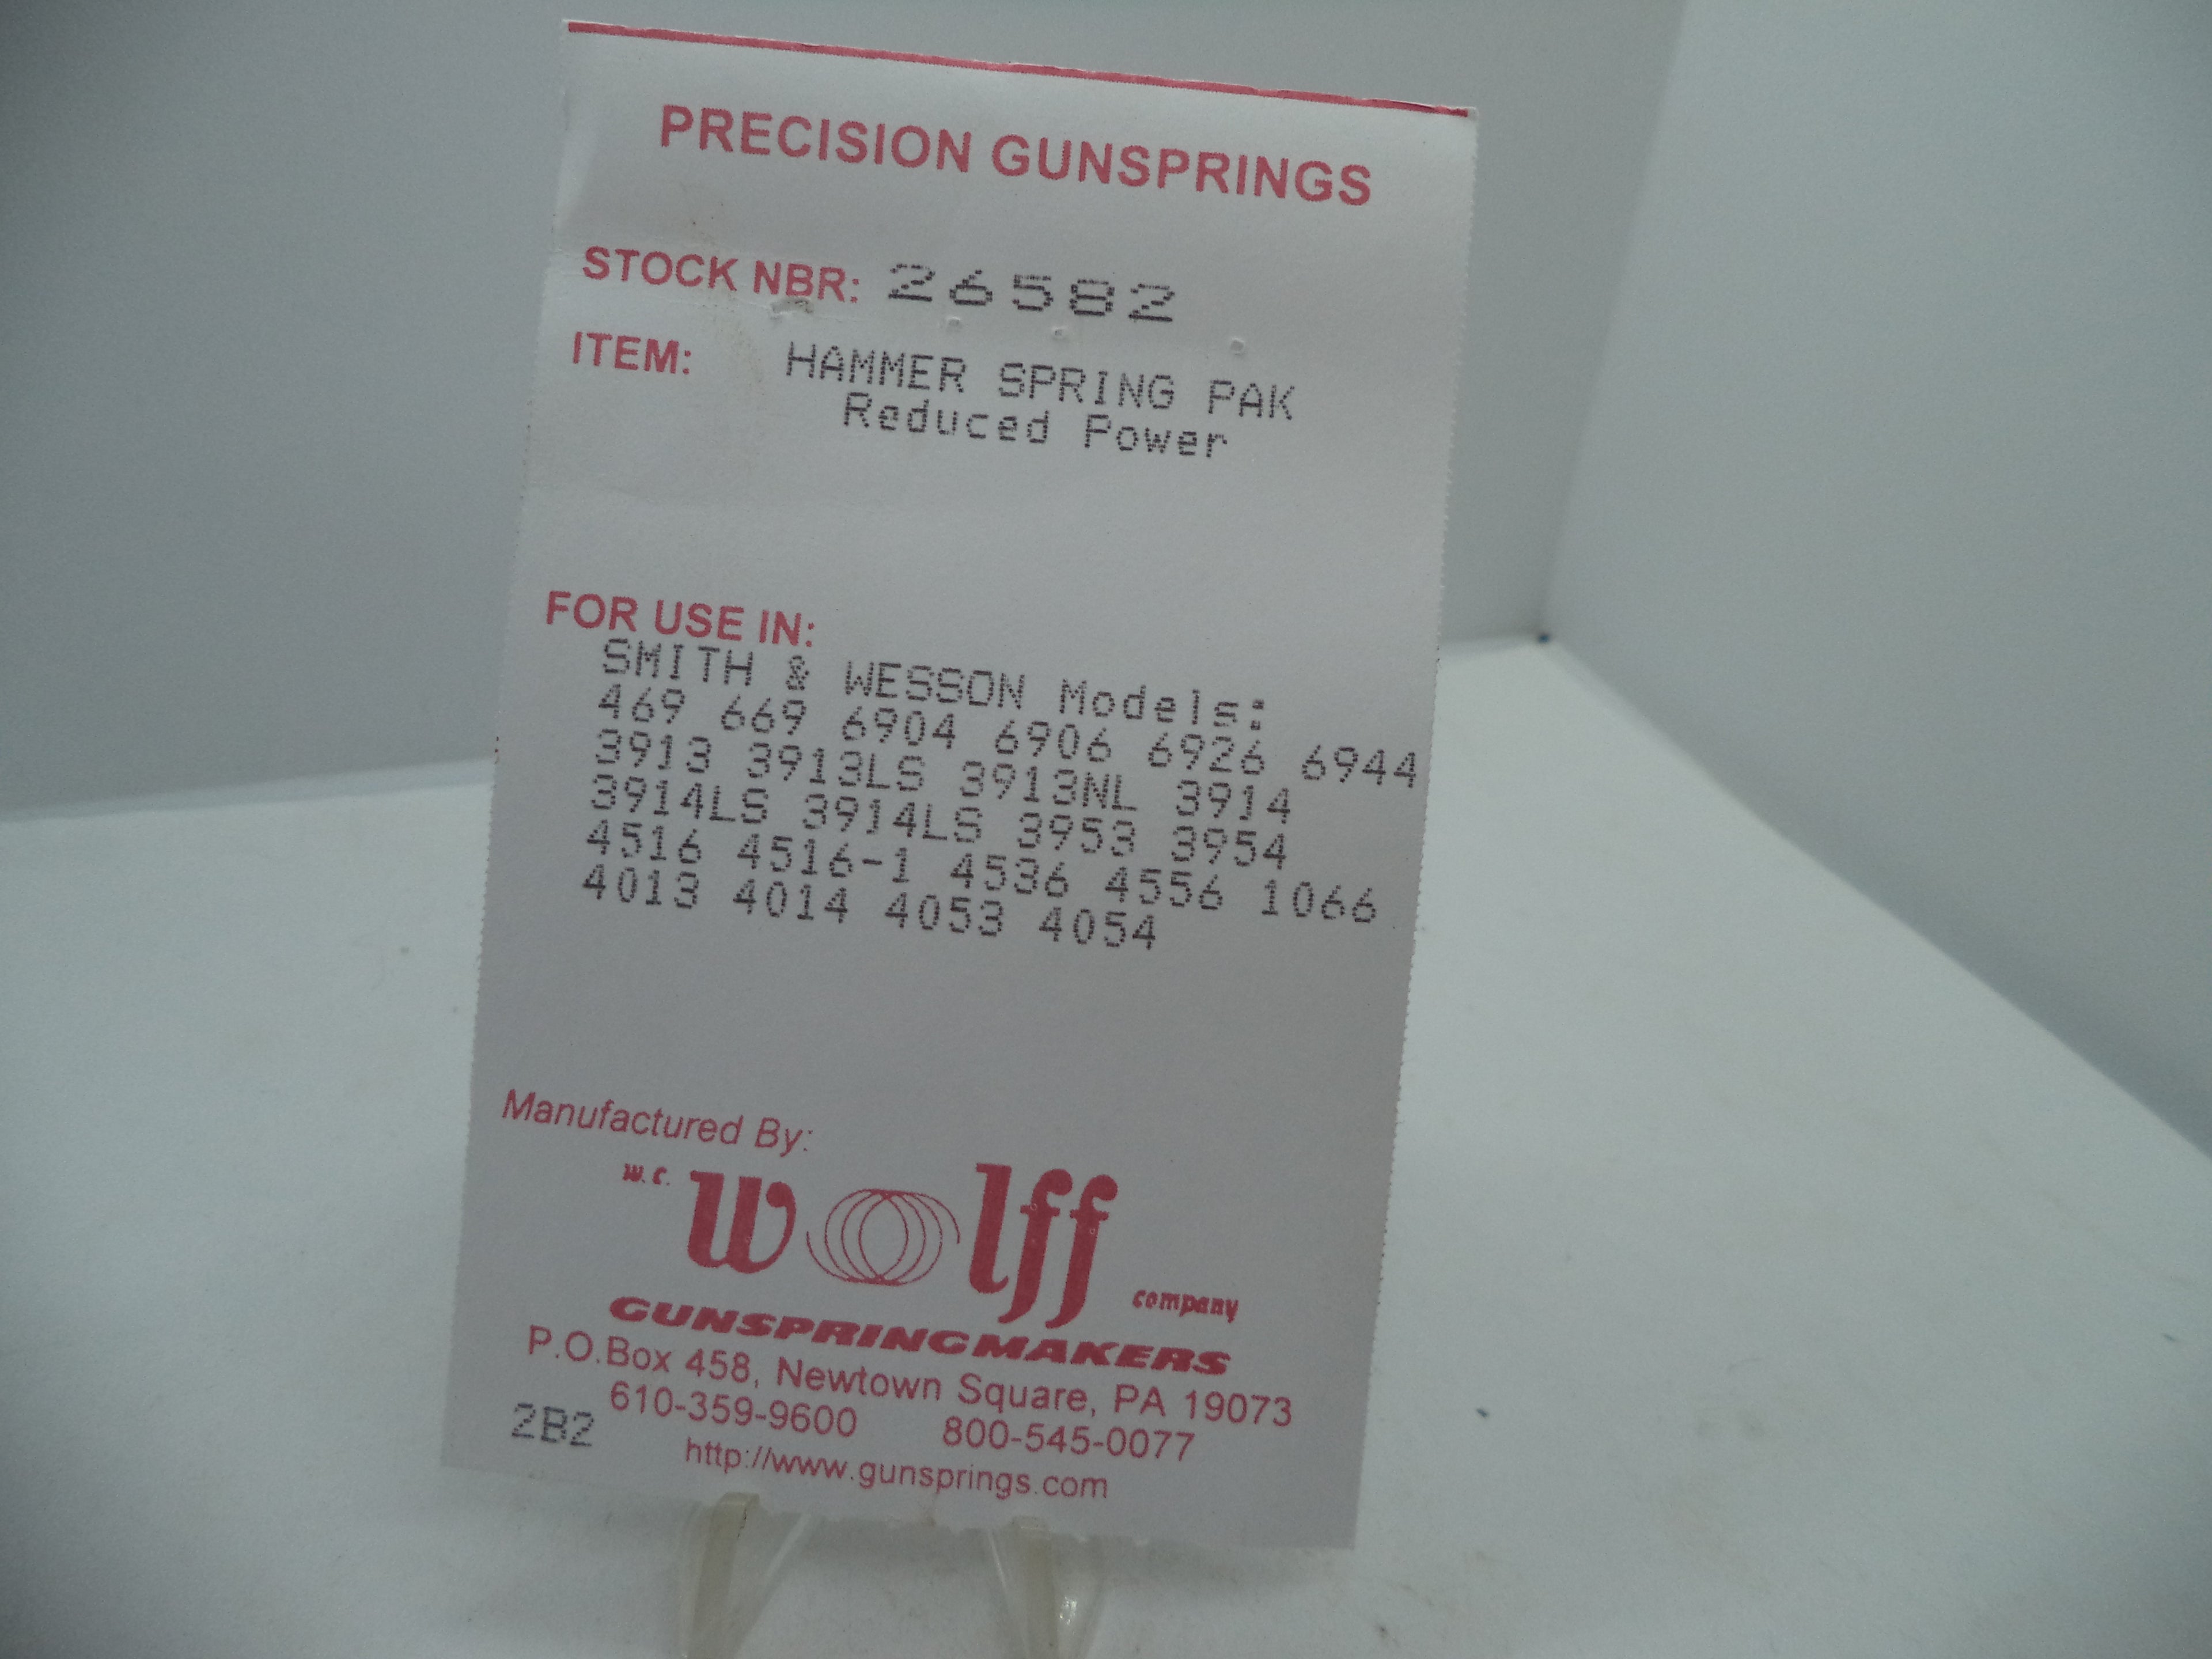 PRECISION GUNSPRINGS
STOCK NBR: 26582
ITEM: HAMMER SPRING PAK
Reduced Power
FOR USE IN:
SMITH & WESSON Models:
469 669 6904 6906 6926 6944
3913 3913LS 3913NL 3914
3914LS 3914LS 3953 3954
4516 4516-1 4536 4556 1066
4013 4014 4053 4054
Manufactured By:
w.c. wolff company
GUNSPRINGMAKERS
P.O.Box 458, Newtown Square, PA 19073
610-359-9600 800-545-0077
2B2
http://www.gunsprings.com